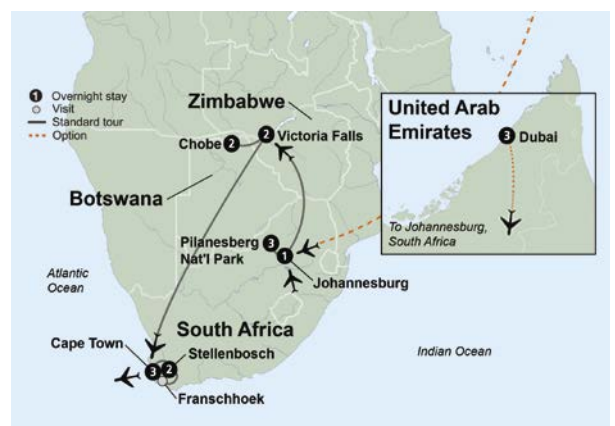 1 Overnight stay
Visit
Standard tour
Option
Zimbabwe
2 Victoria Falls
Chobe 2
Botswana
Pilanesberg 3
Nat'l Park
1
Johannesburg
Atlantic
Ocean
South Africa
Cape Town
Stellenbosch
3 2
Franschhoek
Indian Ocean
United Arab
Emirates
3 Dubai
To Johannesburg,
South Africa